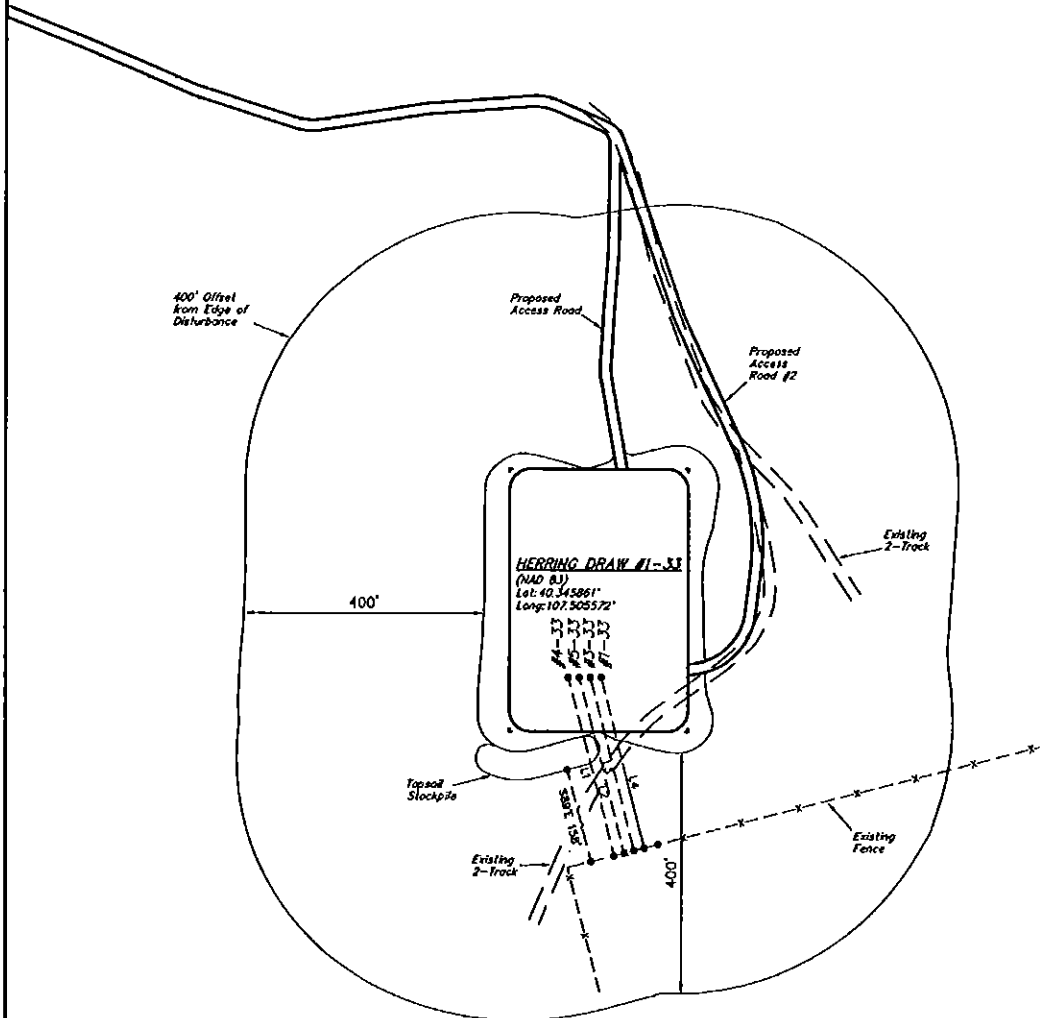 400' Offset
from Edge of
Disturbance
Proposed
Access Road
Proposed
Access
Road #2
Existing
2-Track
HERRING DRAW #1-33
(NAD 83)
Lat: 40.345861°
Long: 107.505572°
400'
#4-33
#5-33
#3-33
#1-33
Topsoil
Stockpile
L1
L2
L4
158'
Existing
2-Track
400'
Existing
Fence